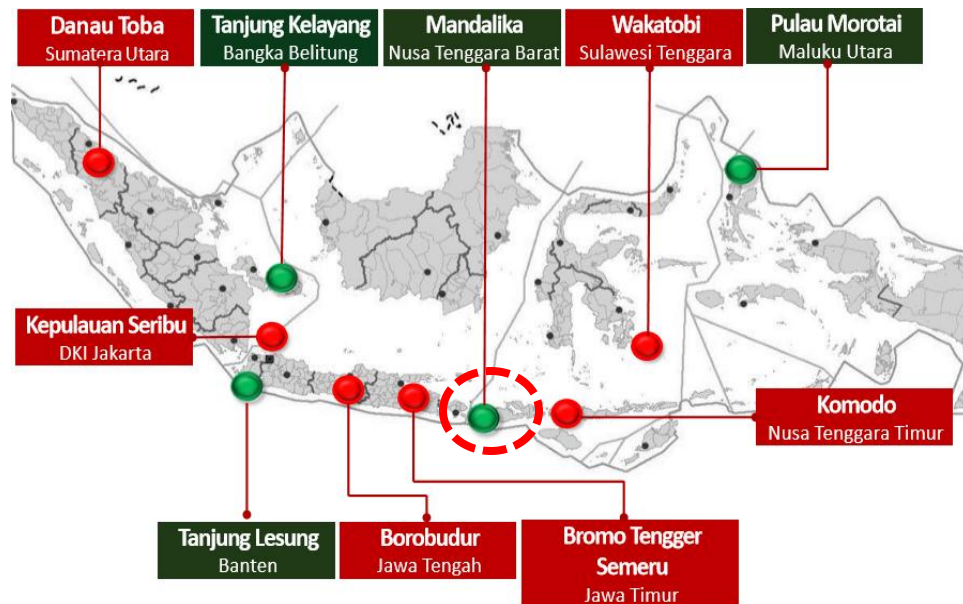 Danau Toba
Sumatera Utara
Tanjung Kelayang
Bangka Belitung
Mandalika
Nusa Tenggara Barat
Wakatobi
Sulawesi Tenggara
Pulau Morotai
Maluku Utara
Kepulauan Seribu
DKI Jakarta
Komodo
Nusa Tenggara Timur
Tanjung Lesung
Banten
Borobudur
Jawa Tengah
Bromo Tengger
Semeru
Jawa Timur